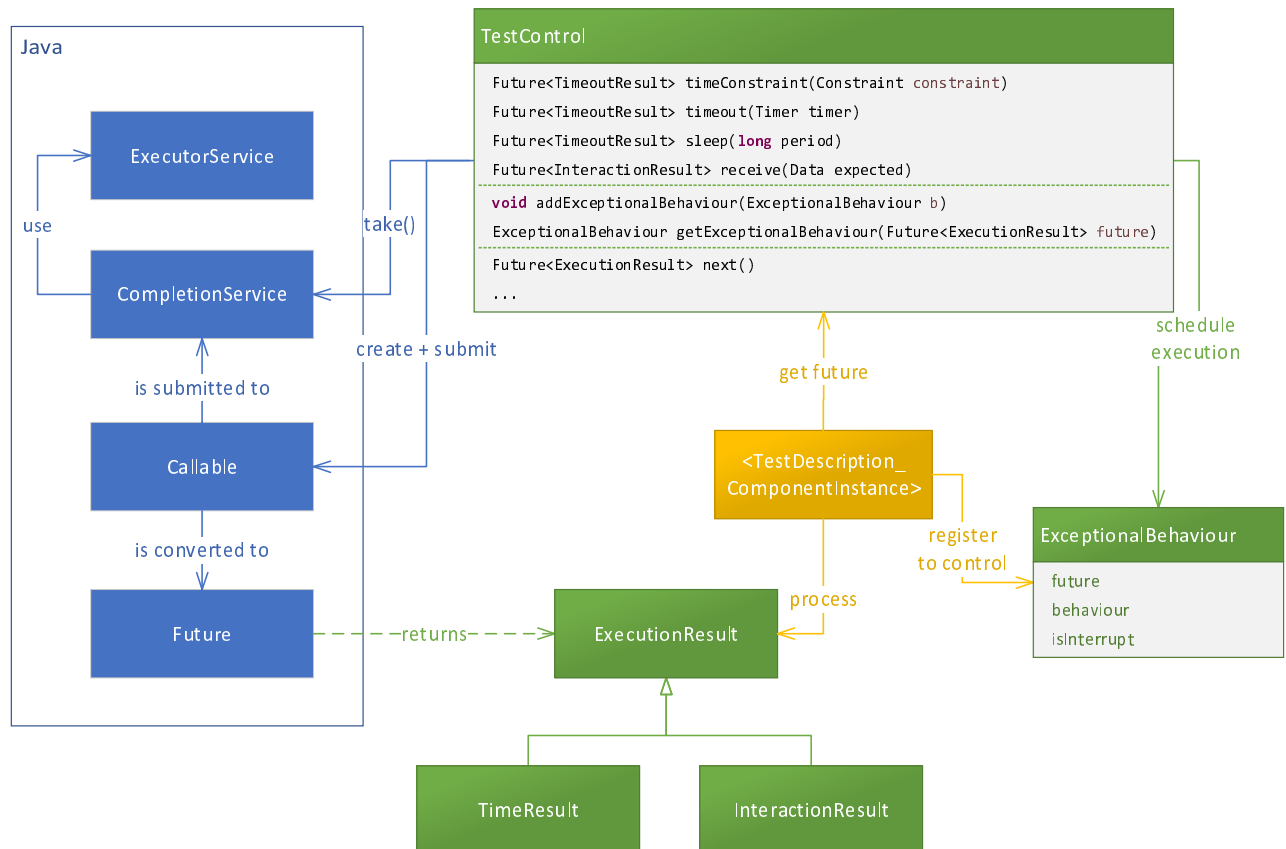 Java
ExecutorService
use
CompletionService
is submitted to
Callable
is converted to
Future
take()
create + submit
TestControl
Future<TimeoutResult> timeConstraint(Constraint constraint)
Future<TimeoutResult> timeout(Timer timer)
Future<TimeoutResult> sleep(long period)
Future<InteractionResult> receive(Data expected)
void addExceptionalBehaviour(ExceptionalBehaviour b)
ExceptionalBehaviour getExceptionalBehaviour(Future<ExecutionResult> future)
Future<ExecutionResult> next()
...
schedule
execution
get future
<TestDescription_
ComponentInstance>
register
to control
process
ExceptionalBehaviour
future
behaviour
isInterrupt
returns
ExecutionResult
TimeResult
InteractionResult